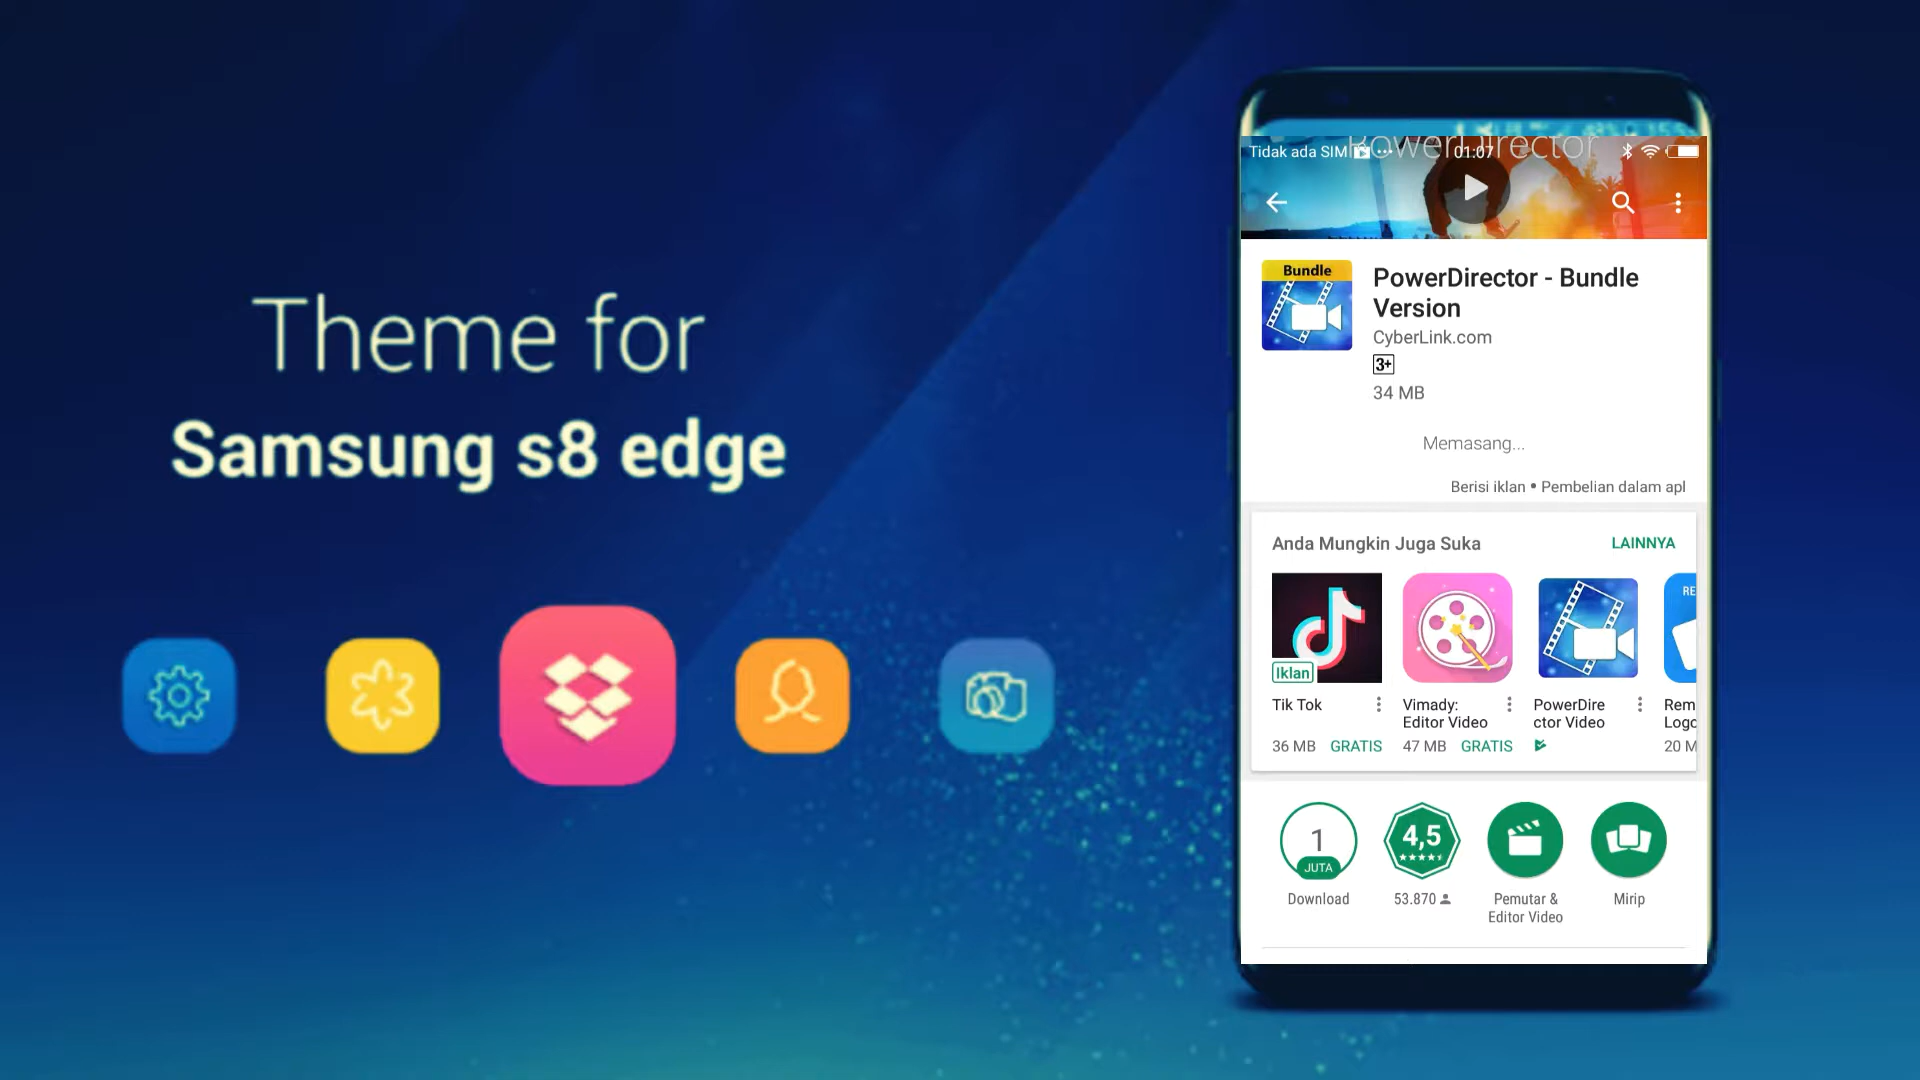 Theme for
Samsung s8 edge
PowerDirector
Tidak ada SIM
01:07
Bundle
PowerDirector - Bundle
Version
CyberLink.com
3+
34 MB
Memasang...
Berisi iklan • Pembelian dalam apl
Anda Mungkin Juga Suka
LAINNYA
RE
Iklan
Tik Tok
36 MB GRATIS
Vimady:
Editor Video
47 MB GRATIS
PowerDire
ctor Video
Rem
Logo
20 M
1
JUTA
Download
4,5
53.870
Pemutar &
Editor Video
Mirip